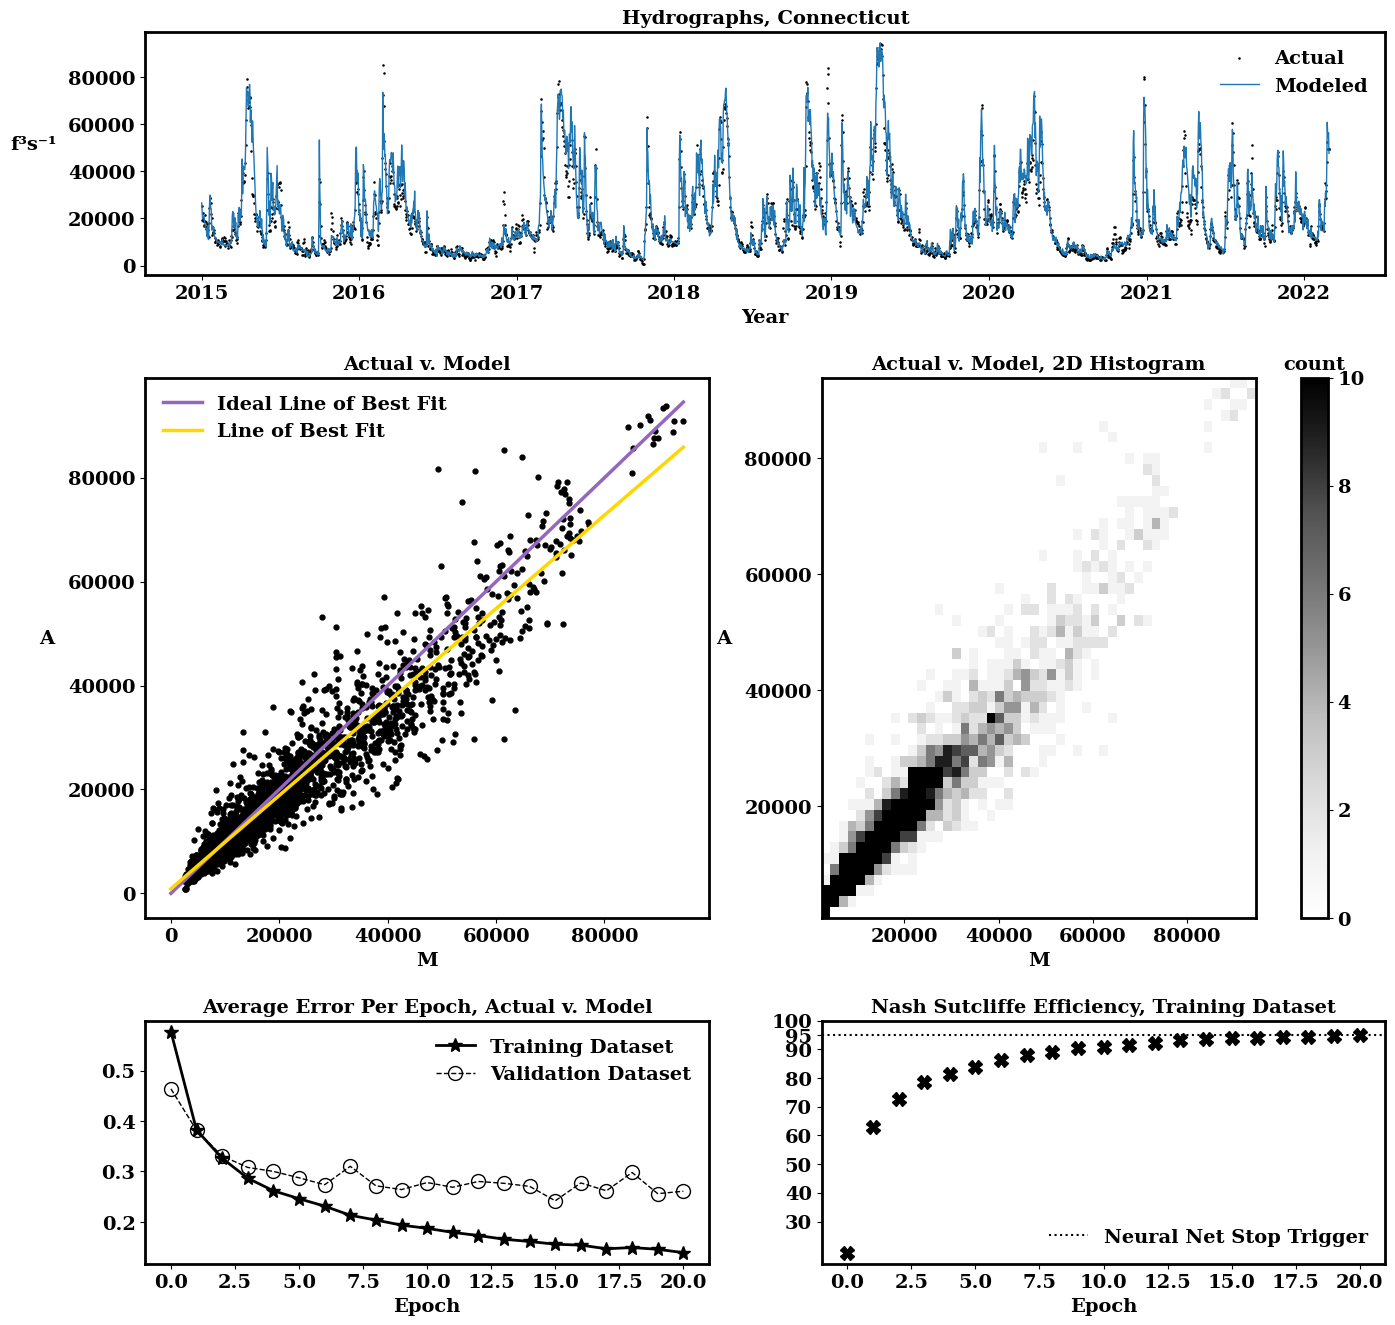 Hydrographs, Connecticut
Actual
Modeled
f³s⁻¹
80000
60000
40000
20000
0
2015 2016 2017 2018 2019 2020 2021 2022
Year
Actual v. Model
Ideal Line of Best Fit
Line of Best Fit
A
80000
60000
40000
20000
0
0 20000 40000 60000 80000
M
Actual v. Model, 2D Histogram
A
80000
60000
40000
20000
20000 40000 60000 80000
M
count
10
8
6
4
2
0
Average Error Per Epoch, Actual v. Model
Training Dataset
Validation Dataset
0.5
0.4
0.3
0.2
0.0 2.5 5.0 7.5 10.0 12.5 15.0 17.5 20.0
Epoch
Nash Sutcliffe Efficiency, Training Dataset
100
95
90
80
70
60
50
40
30
Neural Net Stop Trigger
0.0 2.5 5.0 7.5 10.0 12.5 15.0 17.5 20.0
Epoch